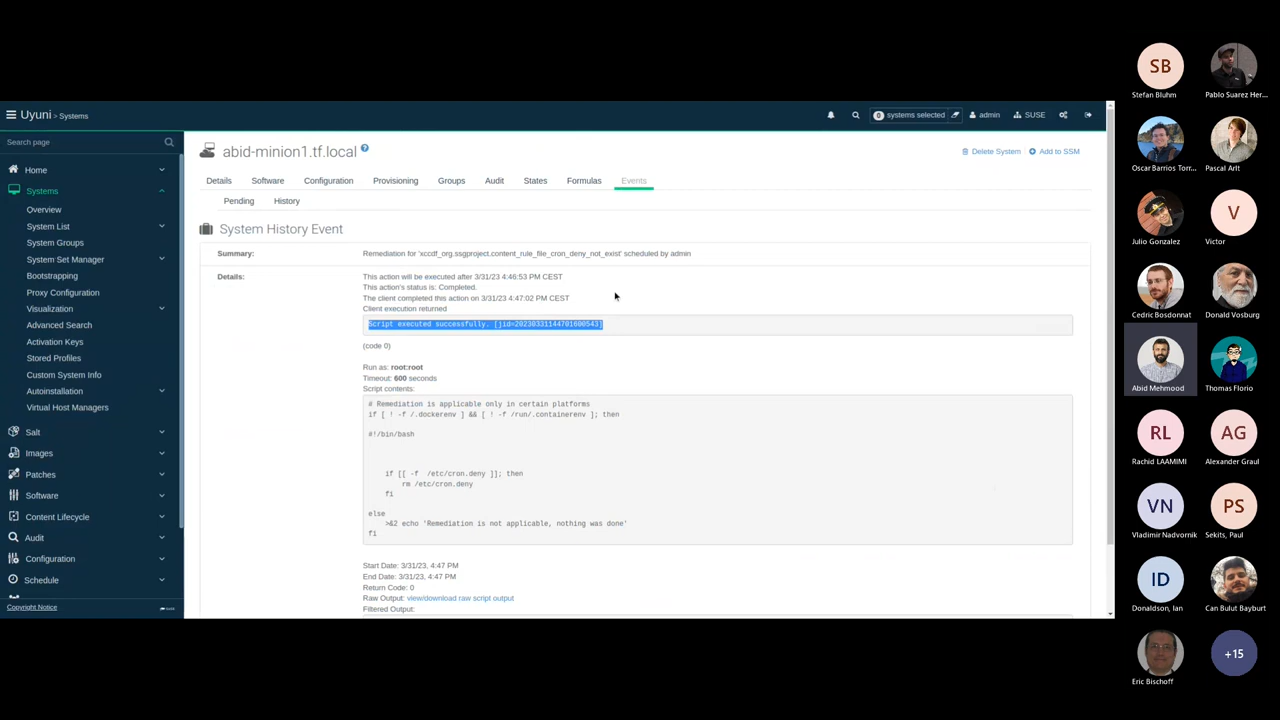 Uyuni > Systems
0 systems selected
admin
SUSE
Search page
Home
Systems
Overview
System List
System Groups
System Set Manager
Bootstrapping
Proxy Configuration
Visualization
Advanced Search
Activation Keys
Stored Profiles
Custom System Info
Autoinstallation
Virtual Host Managers
Salt
Images
Patches
Software
Content Lifecycle
Audit
Configuration
Schedule
Copyright Notice
abid-minion1.tf.local
Delete System
Add to SSM
Details
Software
Configuration
Provisioning
Groups
Audit
States
Formulas
Events
Pending
History
System History Event
Summary: Remediation for 'xccdf_org.ssgproject.content_rule_file_cron_deny_not_exist' scheduled by admin
Details: This action will be executed after 3/31/23 4:46:53 PM CEST
This action's status is: Completed.
The client completed this action on 3/31/23 4:47:02 PM CEST
Client execution returned
Script executed successfully. [jid=20230331144701600543]
(code 0)
Run as: root:root
Timeout: 600 seconds
Script contents:
# Remediation is applicable only in certain platforms
if [ ! -f /.dockerenv ] && [ ! -f /run/.containerenv ]; then
#!/bin/bash
if [[ -f  /etc/cron.deny ]]; then
rm /etc/cron.deny
fi
else
>&2 echo 'Remediation is not applicable, nothing was done'
fi
Start Date: 3/31/23, 4:47 PM
End Date: 3/31/23, 4:47 PM
Return Code: 0
Raw Output: view/download raw script output
Filtered Output:
SB
Stefan Bluhm
Pablo Suarez Her...
Oscar Barrios Torr...
Pascal Arlt
Julio Gonzalez
V
Victor
Cedric Bosdonnat
Donald Vosburg
Abid Mehmood
Thomas Florio
RL
Rachid LAAMIMI
AG
Alexander Graul
VN
Vladimir Nadvornik
PS
Sekits, Paul
ID
Donaldson, Ian
Can Bulut Bayburt
Eric Bischoff
+15